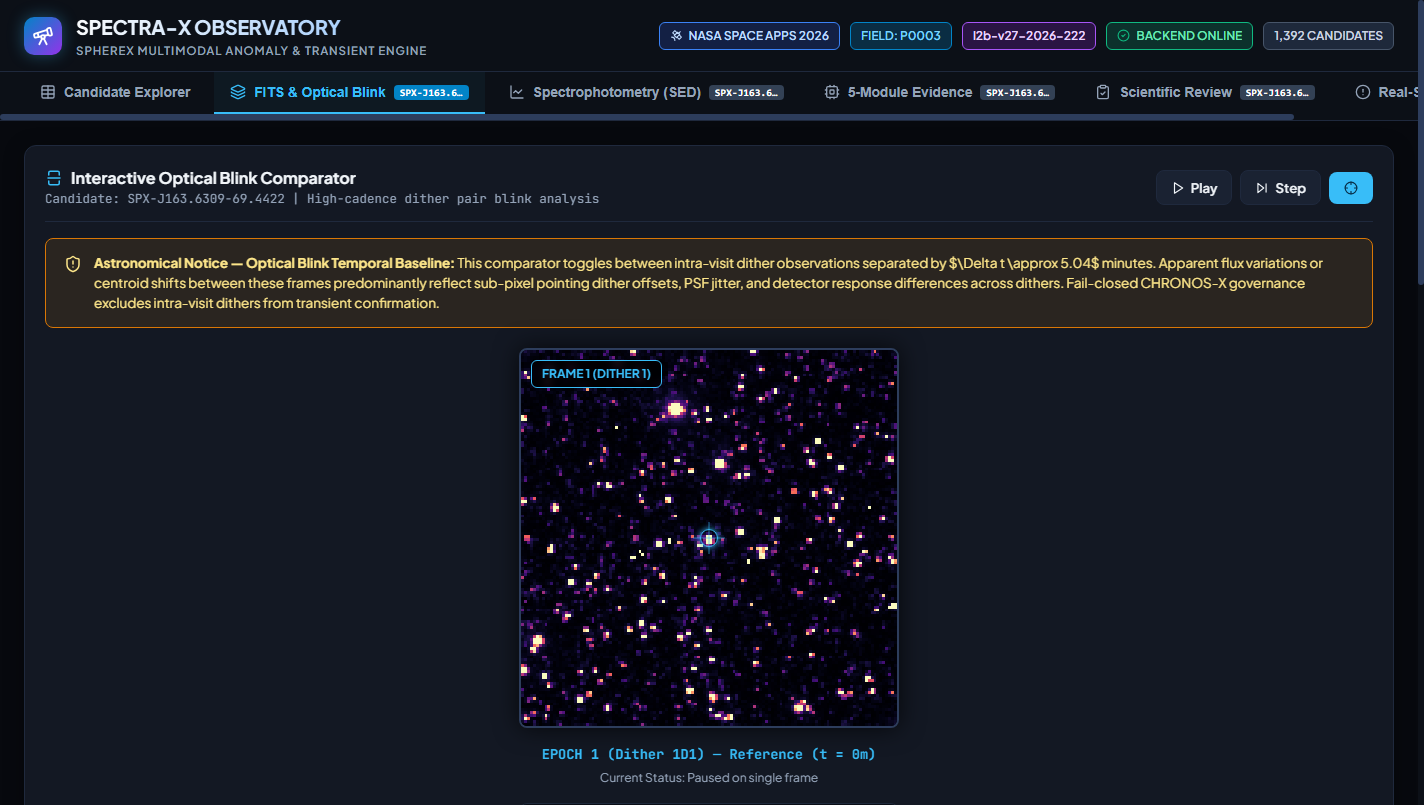 SPECTRA-X OBSERVATORY
SPHEREX MULTIMODAL ANOMALY & TRANSIENT ENGINE
NASA SPACE APPS 2026
FIELD: P0003
l2b-v27-2026-222
BACKEND ONLINE
1,392 CANDIDATES
Candidate Explorer
FITS & Optical Blink SPX-J163.6…
Spectrophotometry (SED) SPX-J163.6…
5-Module Evidence SPX-J163.6…
Scientific Review SPX-J163.6…
Real-S
Interactive Optical Blink Comparator
Candidate: SPX-J163.6309-69.4422 | High-cadence dither pair blink analysis
Play
Step
Astronomical Notice — Optical Blink Temporal Baseline: This comparator toggles between intra-visit dither observations separated by $\Delta t \approx 5.04$ minutes. Apparent flux variations or
centroid shifts between these frames predominantly reflect sub-pixel pointing dither offsets, PSF jitter, and detector response differences across dithers. Fail-closed CHRONOS-X governance
excludes intra-visit dithers from transient confirmation.
FRAME 1 (DITHER 1)
EPOCH 1 (Dither 1D1) — Reference (t = 0m)
Current Status: Paused on single frame